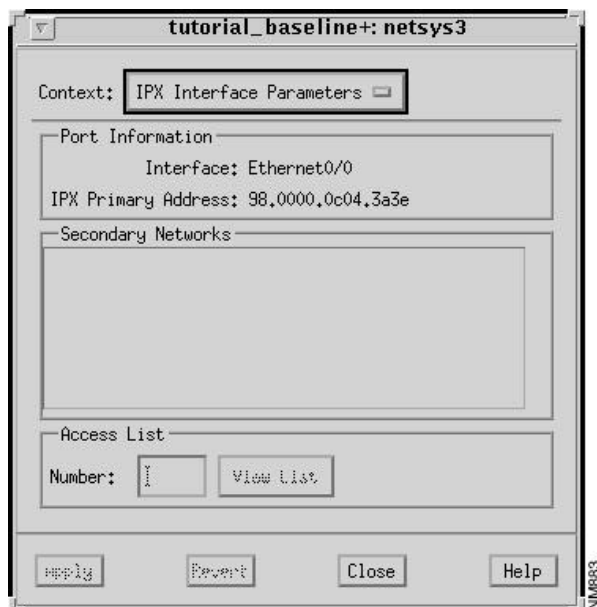 tutorial_baseline+: netsys3
Context: IPX Interface Parameters
Port Information
Interface: Ethernet0/0
IPX Primary Address: 98.0000.0c04.3a3e
Secondary Networks
Access List
Number: View List
Apply Revert Close Help
NM883